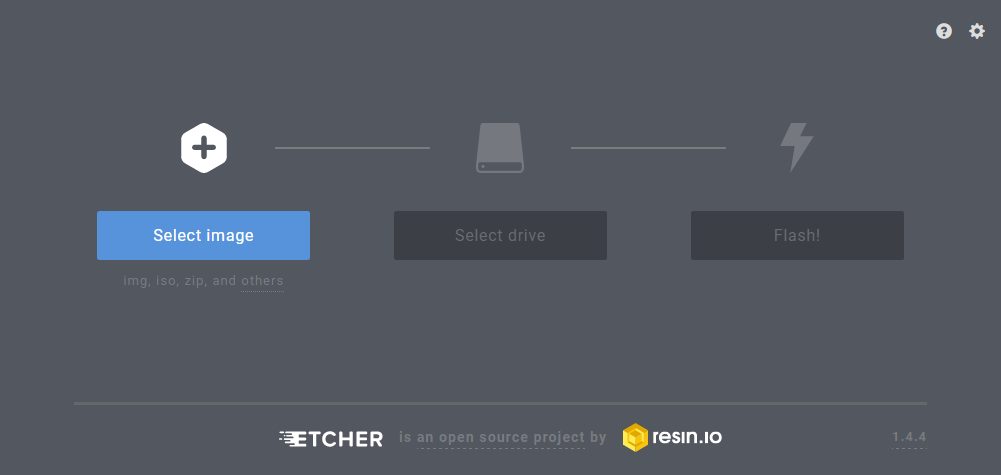 Select image
Select drive
Flash!
img, iso, zip, and others
ETCHER is an open source project by resin.io
1.4.4